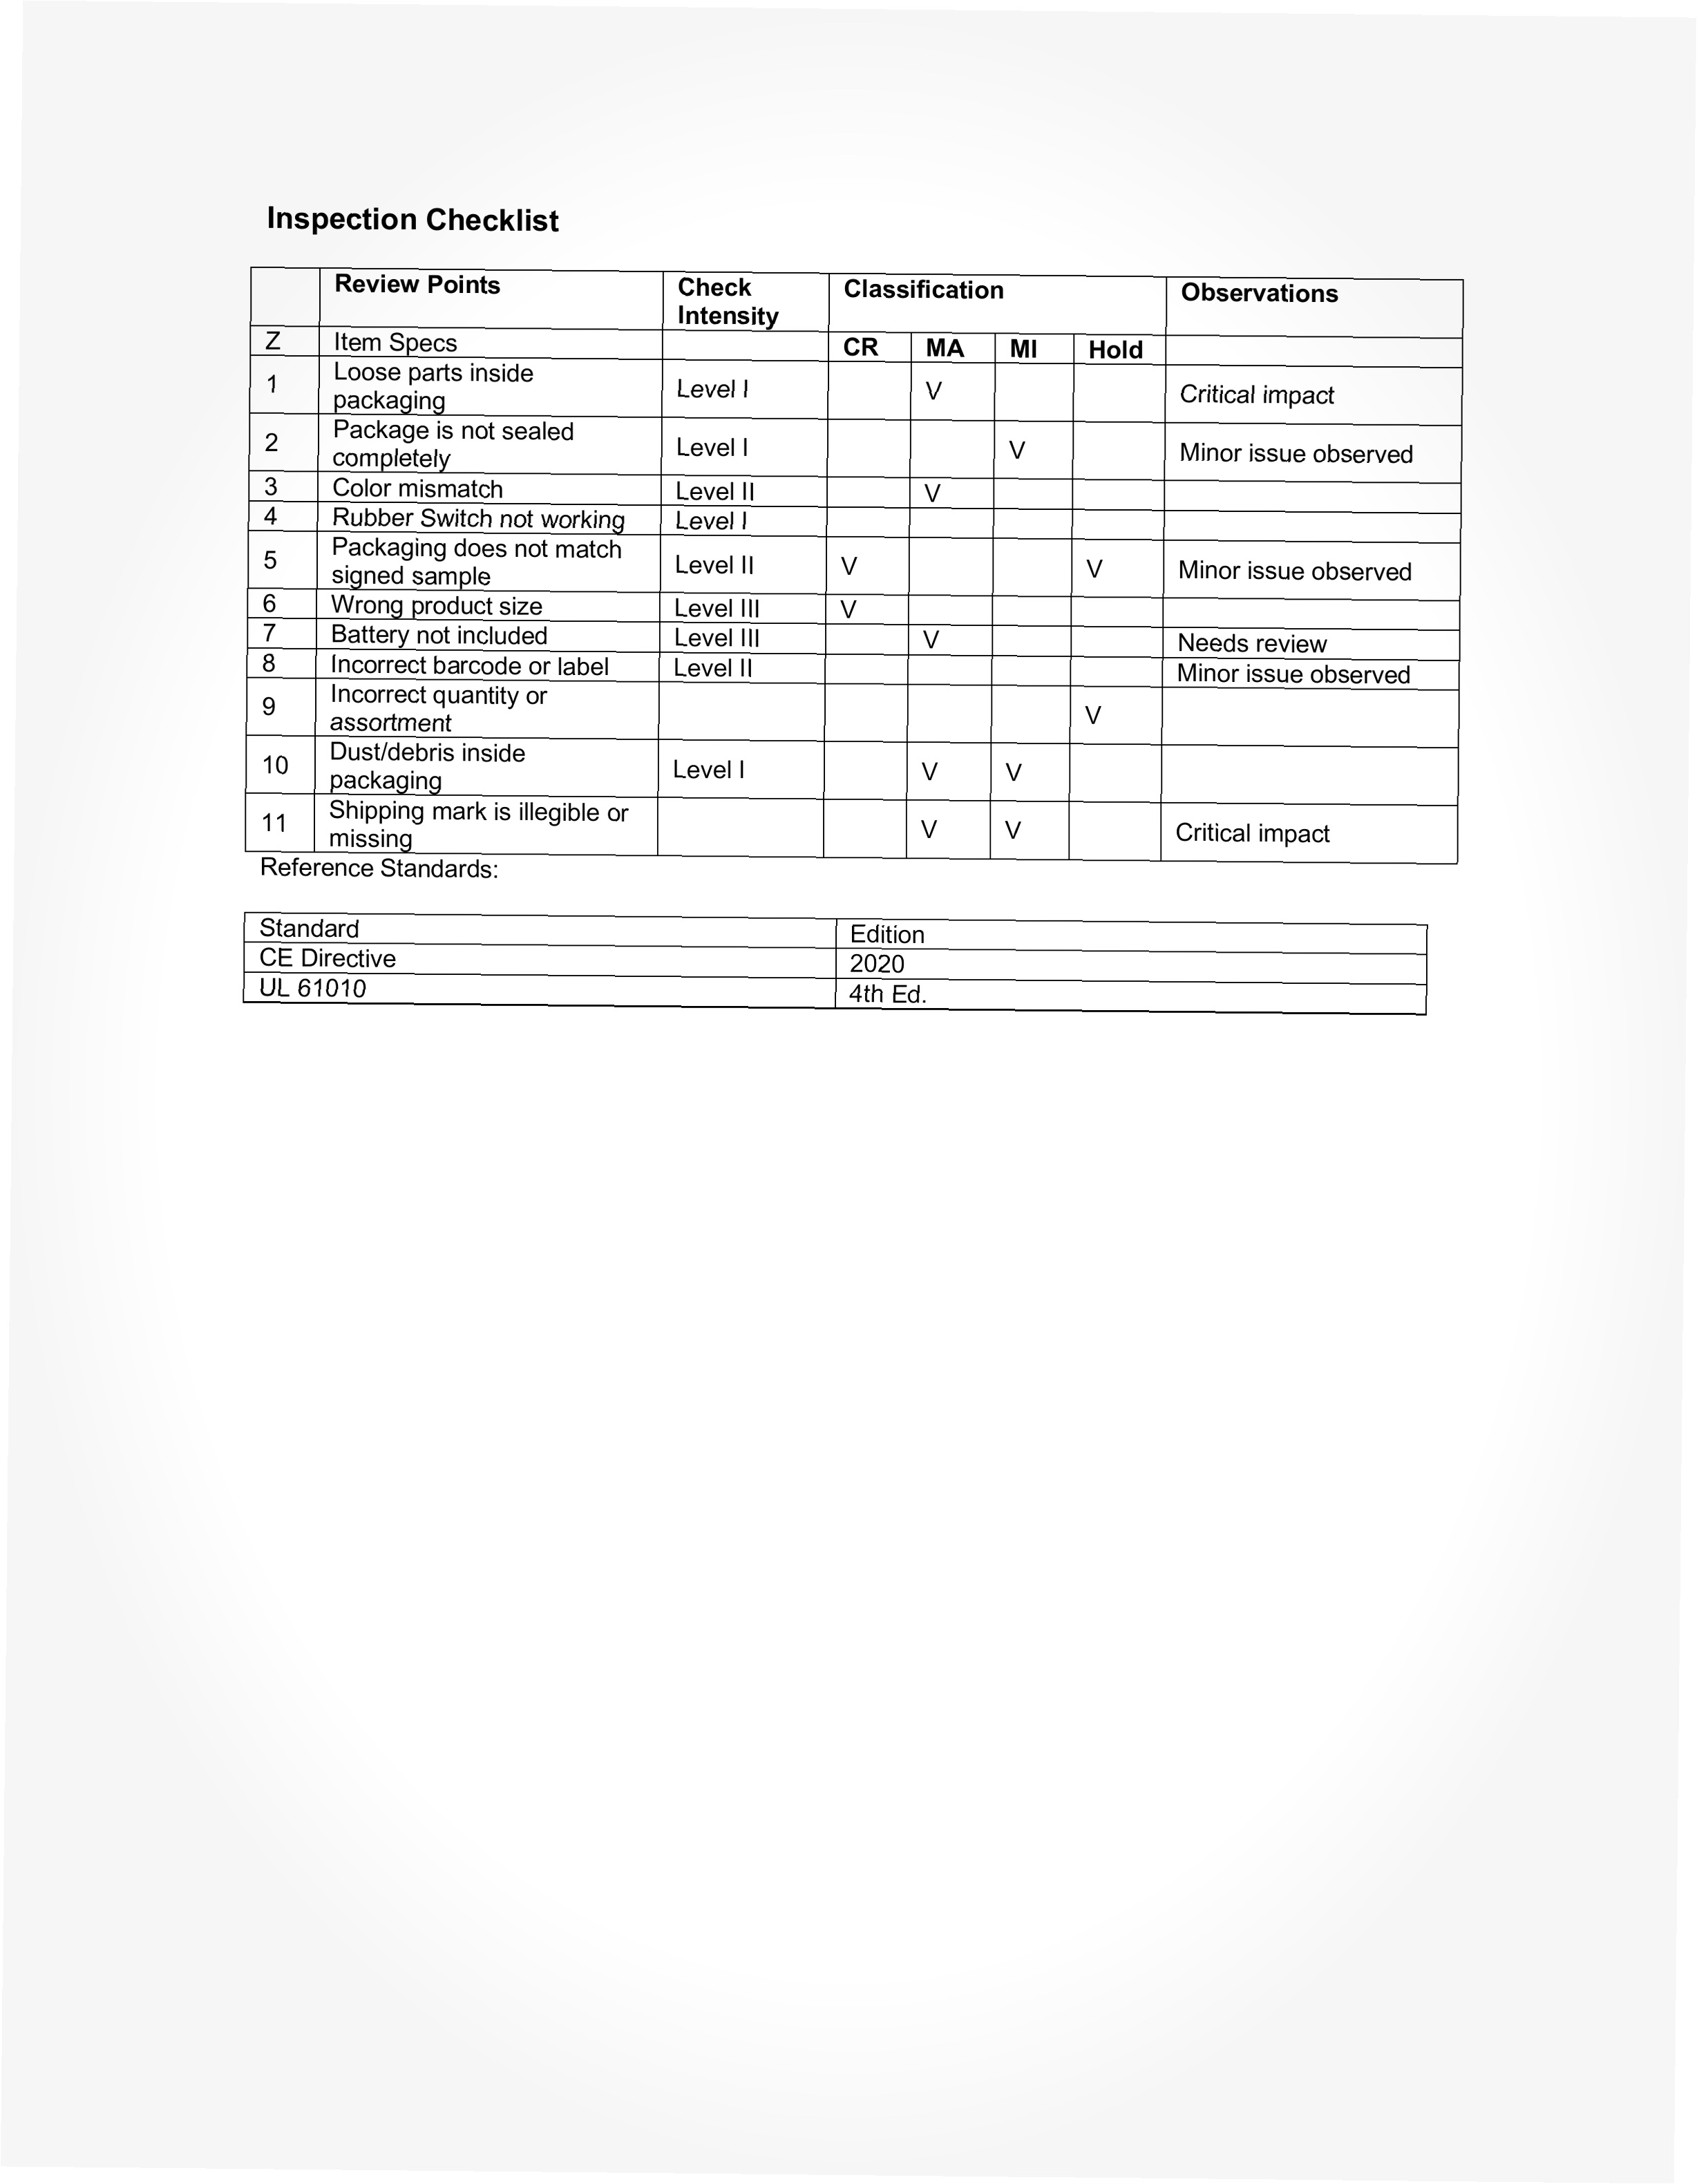 Inspection Checklist
Review Points Check Intensity Classification Observations
Z Item Specs CR MA MI Hold
1 Loose parts inside packaging Level I V Critical impact
2 Package is not sealed completely Level I V Minor issue observed
3 Color mismatch Level II V
4 Rubber Switch not working Level I
5 Packaging does not match signed sample Level II V V Minor issue observed
6 Wrong product size Level III V
7 Battery not included Level III V Needs review
8 Incorrect barcode or label Level II Minor issue observed
9 Incorrect quantity or assortment V
10 Dust/debris inside packaging Level I V V
11 Shipping mark is illegible or missing V V Critical impact
Reference Standards:
Standard Edition
CE Directive 2020
UL 61010 4th Ed.